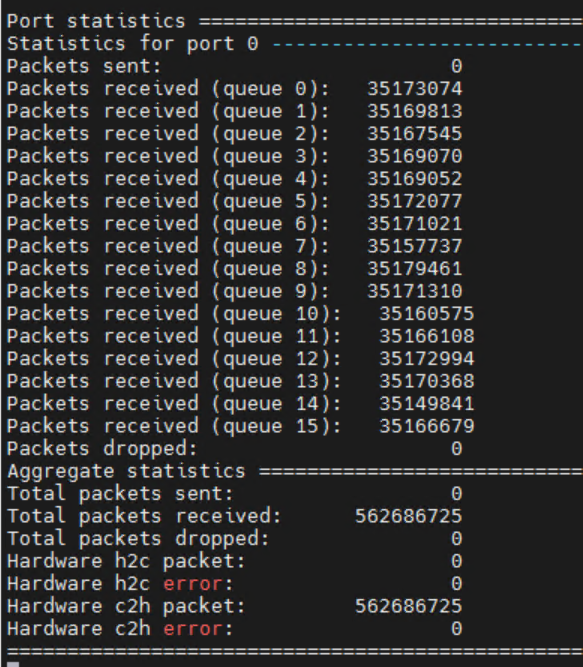 Port statistics ================================
Statistics for port 0 --------------------------
Packets sent: 0
Packets received (queue 0): 35173074
Packets received (queue 1): 35169813
Packets received (queue 2): 35167545
Packets received (queue 3): 35169070
Packets received (queue 4): 35169052
Packets received (queue 5): 35172077
Packets received (queue 6): 35171021
Packets received (queue 7): 35157737
Packets received (queue 8): 35179461
Packets received (queue 9): 35171310
Packets received (queue 10): 35160575
Packets received (queue 11): 35166108
Packets received (queue 12): 35172994
Packets received (queue 13): 35170368
Packets received (queue 14): 35149841
Packets received (queue 15): 35166679
Packets dropped: 0
Aggregate statistics ===========================
Total packets sent: 0
Total packets received: 562686725
Total packets dropped: 0
Hardware h2c packet: 0
Hardware h2c error: 0
Hardware c2h packet: 562686725
Hardware c2h error: 0
================================================